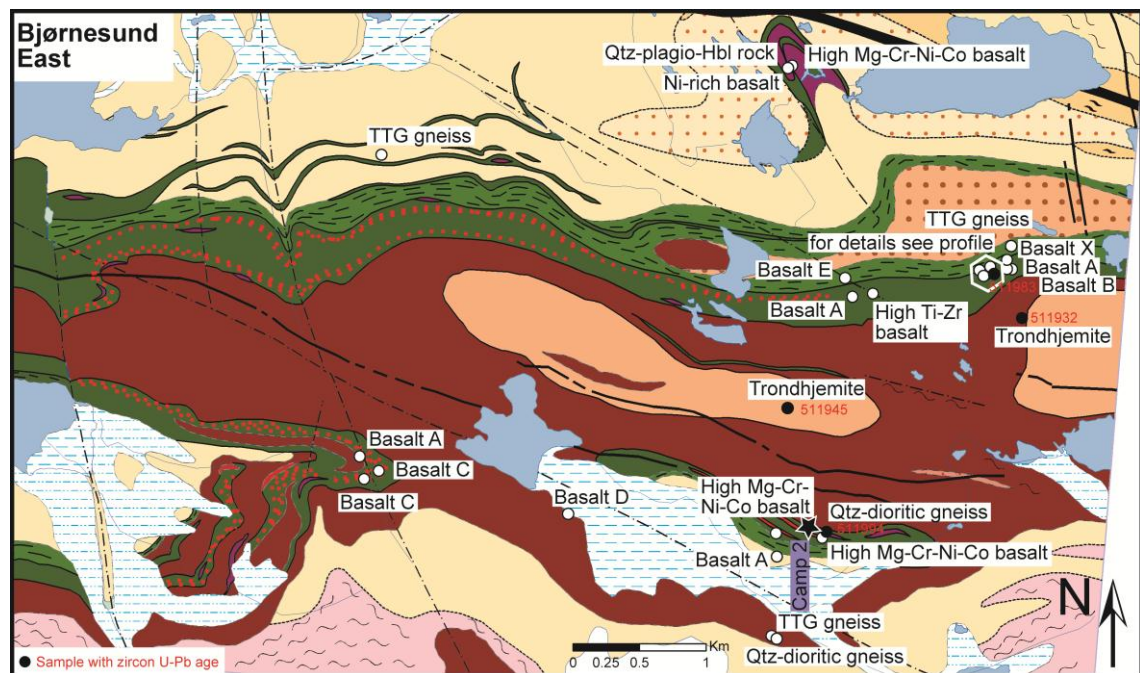 Bjørnesund
East
Qtz-plagio-Hbl rock
High Mg-Cr-Ni-Co basalt
Ni-rich basalt
TTG gneiss
TTG gneiss
for details see profile
Basalt X
Basalt E
Basalt A
Basalt B
Basalt A
High Ti-Zr
basalt
511932
Trondhjemite
Trondhjemite
511945
Basalt A
Basalt C
Basalt C
Basalt D
High Mg-Cr-
Ni-Co basalt
Qtz-dioritic gneiss
High Mg-Cr-Ni-Co basalt
Basalt A
Camp 2
N
TTG gneiss
Qtz-dioritic gneiss
Sample with zircon U-Pb age
0 0.25 0.5 1
Km